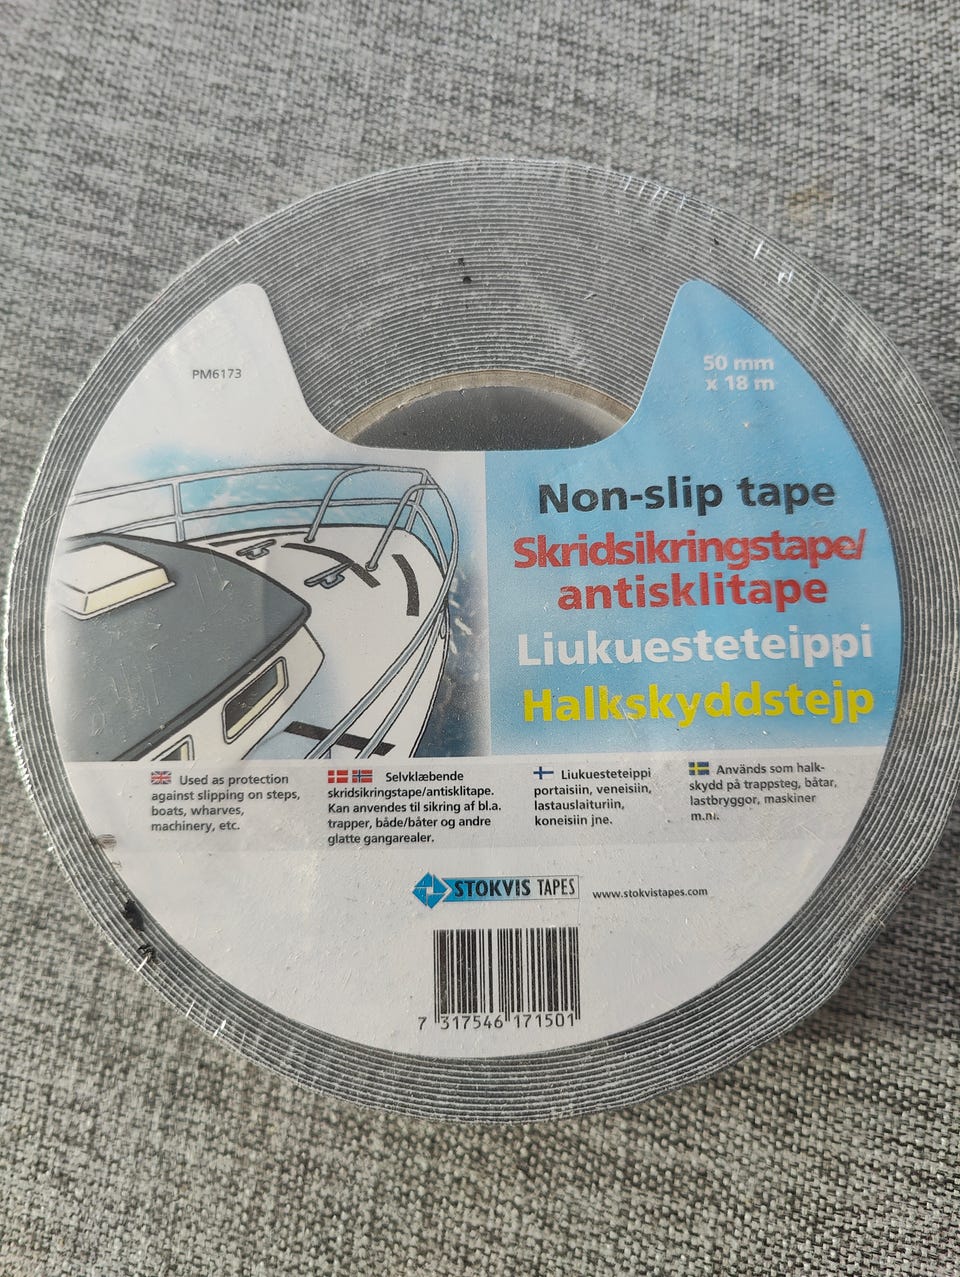 PM6173
50 mm
x 18 m
Non-slip tape
Skridsikringstape/
antisklitape
Liukuesteteippi
Halkskyddstejp
Used as protection
against slipping on steps,
boats, wharves,
machinery, etc.
Selvklæbende
skridsikringstape/antisklitape.
Kan anvendes til sikring af bl.a.
trapper, både/båter og andre
glatte gangarealer.
Liukuesteteippi
portaisiin, veneisiin,
lastauslaituriin,
koneisiin jne.
Används som halk-
skydd på trappsteg, båtar,
lastbryggor, maskiner
m.m.
STOKVIS TAPES
www.stokvistapes.com
7 317546 171501